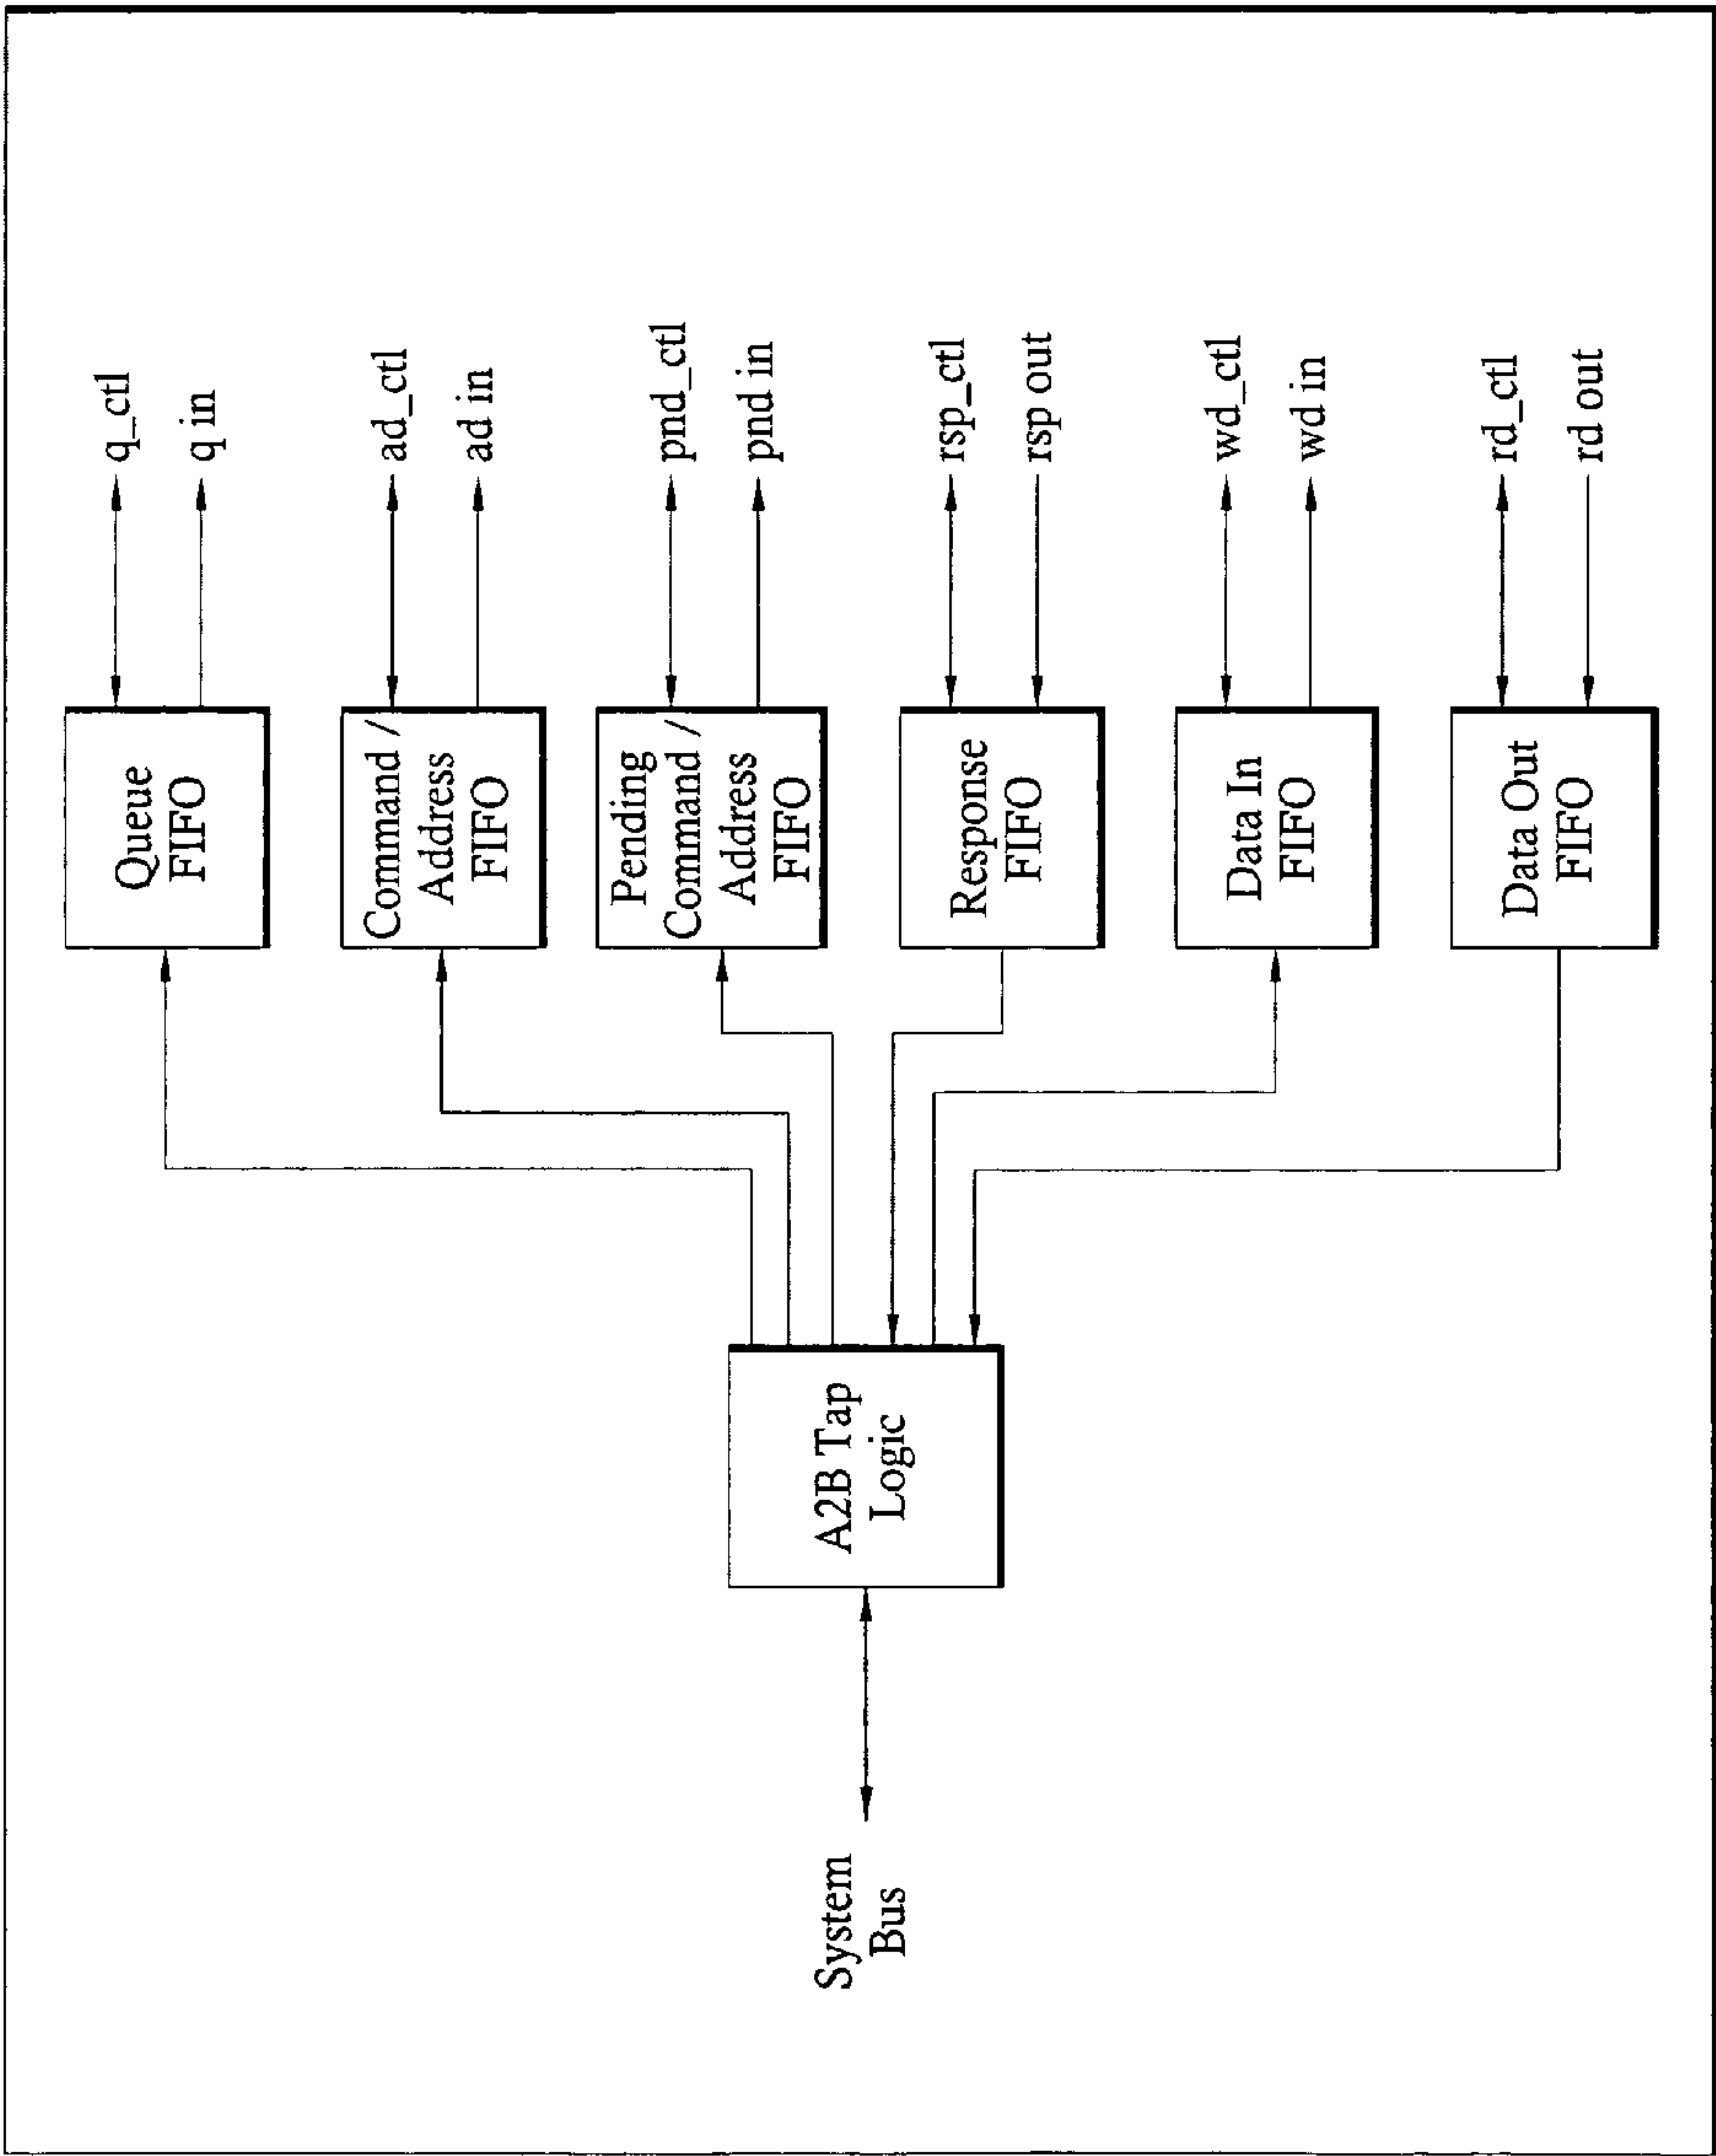 System
Bus
A2B Tap
Logic
Queue
FIFO
q_ctl
q in
Command /
Address
FIFO
ad_ctl
ad in
Pending
Command /
Address
FIFO
pnd_ctl
pnd in
Response
FIFO
rsp_ctl
rsp out
Data In
FIFO
wd_ctl
wd in
Data Out
FIFO
rd_ctl
rd out